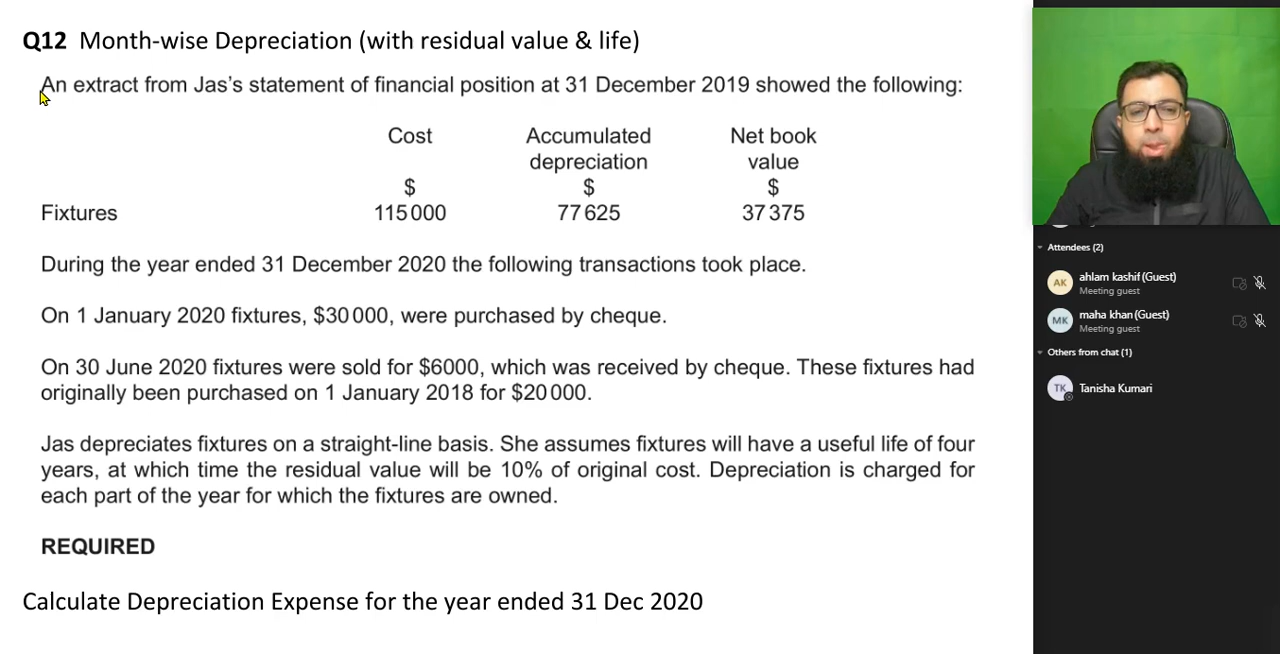 Q12 Month-wise Depreciation (with residual value & life)
An extract from Jas's statement of financial position at 31 December 2019 showed the following:
Cost Accumulated Net book
depreciation value
$ $ $
Fixtures 115 000 77 625 37 375
During the year ended 31 December 2020 the following transactions took place.
On 1 January 2020 fixtures, $30 000, were purchased by cheque.
On 30 June 2020 fixtures were sold for $6000, which was received by cheque. These fixtures had
originally been purchased on 1 January 2018 for $20 000.
Jas depreciates fixtures on a straight-line basis. She assumes fixtures will have a useful life of four
years, at which time the residual value will be 10% of original cost. Depreciation is charged for
each part of the year for which the fixtures are owned.
REQUIRED
Calculate Depreciation Expense for the year ended 31 Dec 2020
Attendees (2)
AK ahlam kashif (Guest)
Meeting guest
MK maha khan (Guest)
Meeting guest
Others from chat (1)
TK Tanisha Kumari